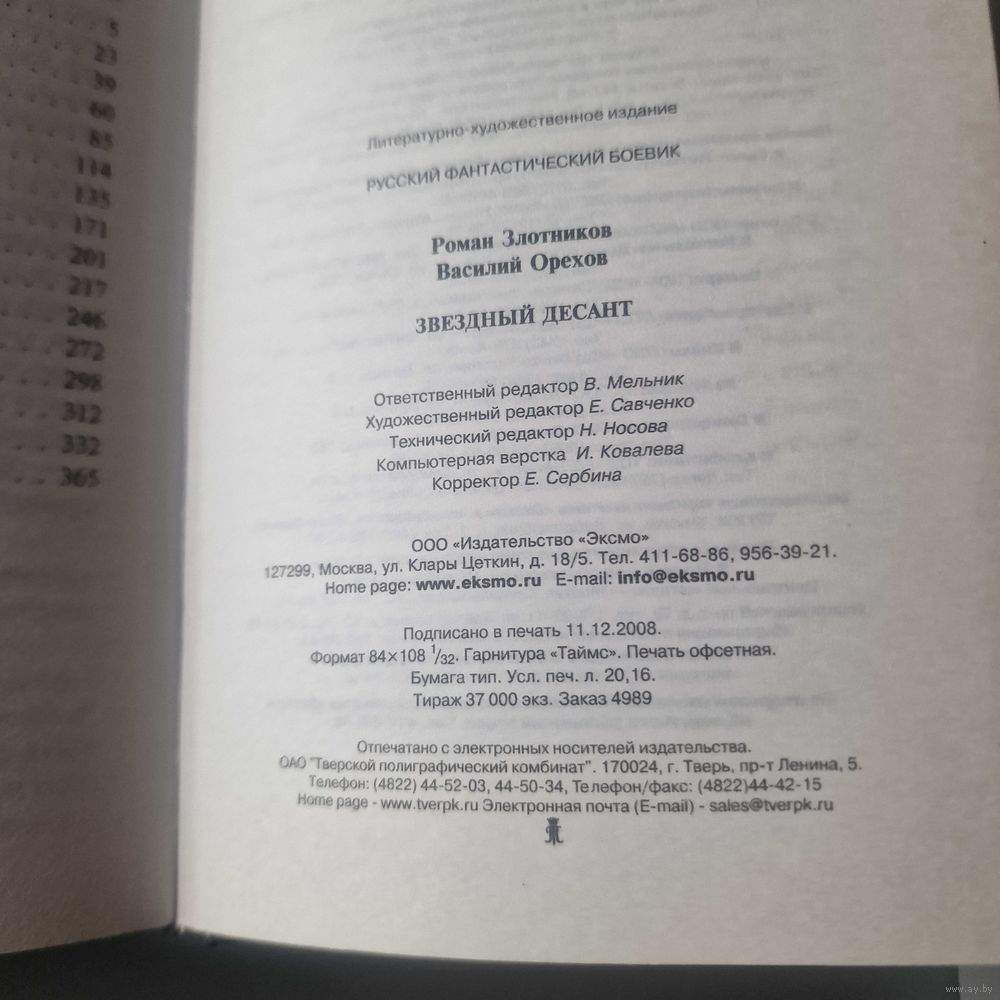 5
23
39
60
85
114
135
171
201
217
246
272
298
312
332
365
Литературно-художественное издание
РУССКИЙ ФАНТАСТИЧЕСКИЙ БОЕВИК
Роман Злотников
Василий Орехов
ЗВЕЗДНЫЙ ДЕСАНТ
Ответственный редактор В. Мельник
Художественный редактор Е. Савченко
Технический редактор Н. Носова
Компьютерная верстка И. Ковалева
Корректор Е. Сербина
ООО «Издательство «Эксмо»
127299, Москва, ул. Клары Цеткин, д. 18/5. Тел. 411-68-86, 956-39-21.
Home page: www.eksmo.ru E-mail: info@eksmo.ru
Подписано в печать 11.12.2008.
Формат 84×108 1/32. Гарнитура «Таймс». Печать офсетная.
Бумага тип. Усл. печ. л. 20,16.
Тираж 37 000 экз. Заказ 4989
Отпечатано с электронных носителей издательства.
ОАО "Тверской полиграфический комбинат". 170024, г. Тверь, пр-т Ленина, 5.
Телефон: (4822) 44-52-03, 44-50-34, Телефон/факс: (4822)44-42-15
Home page - www.tverpk.ru Электронная почта (E-mail) - sales@tverpk.ru
www.ay.by